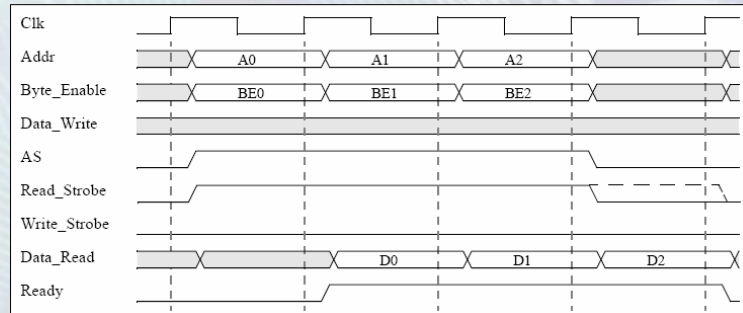 Clk
Addr A0 A1 A2
Byte_Enable BE0 BE1 BE2
Data_Write
AS
Read_Strobe
Write_Strobe
Data_Read D0 D1 D2
Ready